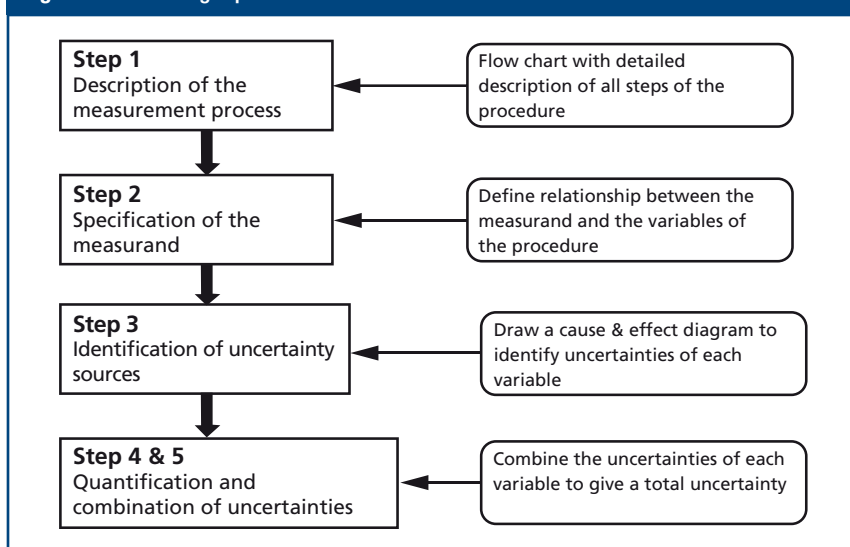 Step 1
Description of the
measurement process
Flow chart with detailed
description of all steps of the
procedure
Step 2
Specification of the
measurand
Define relationship between the
measurand and the variables of
the procedure
Step 3
Identification of uncertainty
sources
Draw a cause & effect diagram to
identify uncertainties of each
variable
Step 4 & 5
Quantification and
combination of uncertainties
Combine the uncertainties of each
variable to give a total uncertainty